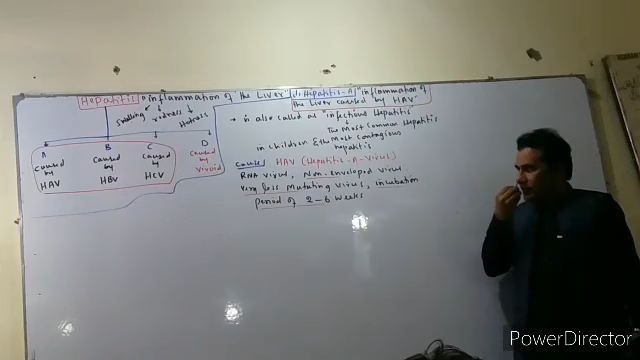 Hepatitis "inflammation of the Liver"
Swelling redness Hotness
A
caused
by
HAV
B
caused
by
HBV
C
caused
by
HCV
D
caused
by
viroid
1. Hepatitis-A "inflammation of
the Liver caused by HAV"
→ is also called as "infectious Hepatitis"
The Most Common Hepatitis
in children & the Most Contagious
hepatitis
Cause: HAV (Hepatitis-A-Virus)
RNA virus, Non-enveloped virus
Very less Mutating virus, incubation
period of 2-6 weeks
PowerDirector